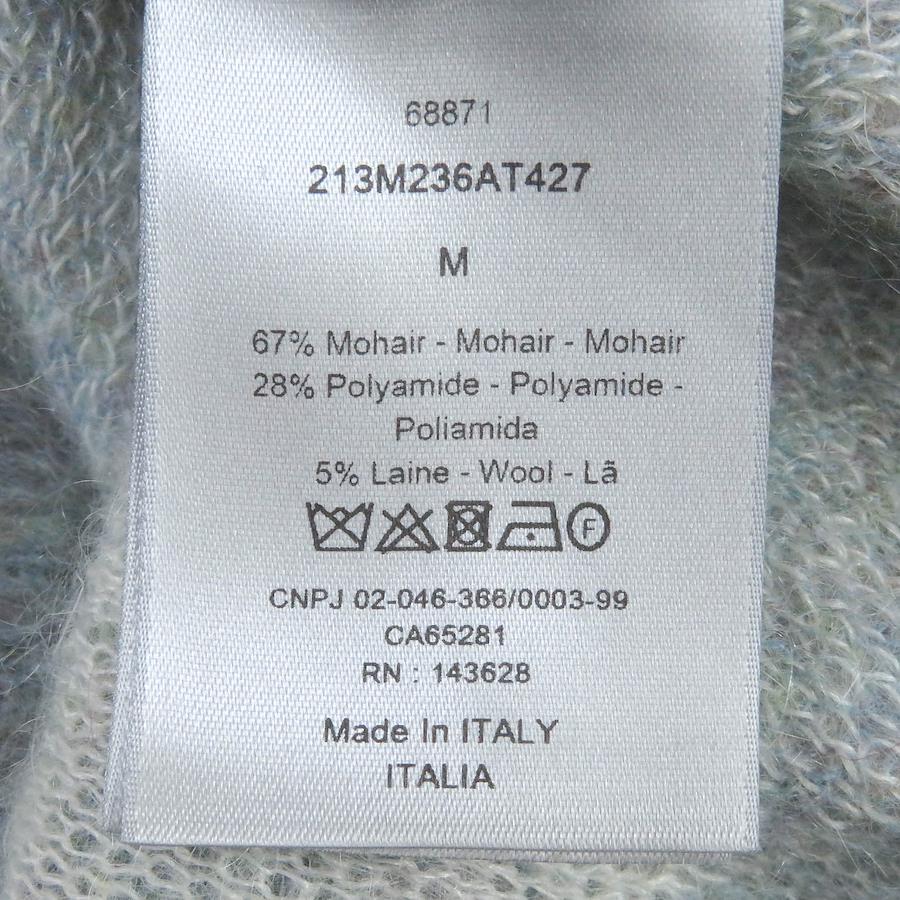 68871
213M236AT427
M
67% Mohair - Mohair - Mohair
28% Polyamide - Polyamide -
Poliamida
5% Laine - Wool - Lã
F
CNPJ 02-046-366/0003-99
CA65281
RN : 143628
Made In ITALY
ITALIA